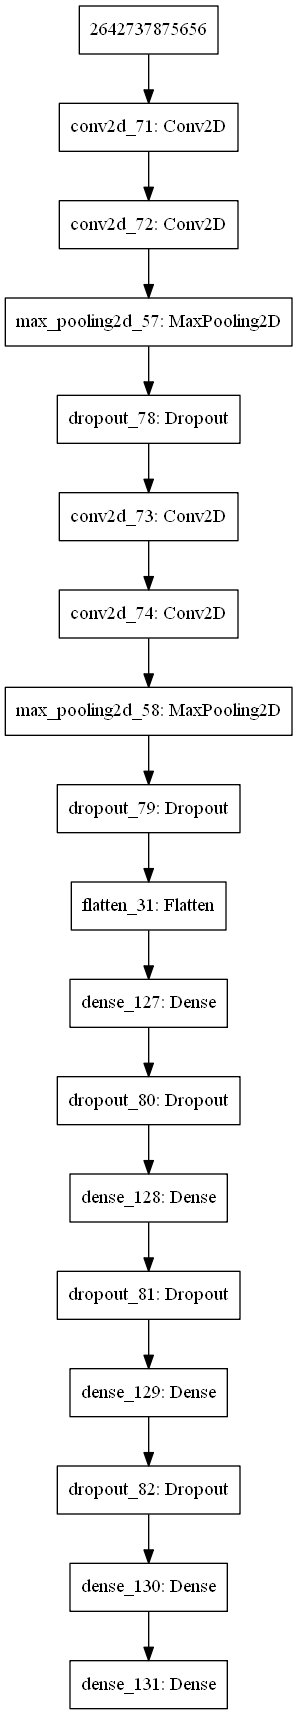 2642737875656
conv2d_71: Conv2D
conv2d_72: Conv2D
max_pooling2d_57: MaxPooling2D
dropout_78: Dropout
conv2d_73: Conv2D
conv2d_74: Conv2D
max_pooling2d_58: MaxPooling2D
dropout_79: Dropout
flatten_31: Flatten
dense_127: Dense
dropout_80: Dropout
dense_128: Dense
dropout_81: Dropout
dense_129: Dense
dropout_82: Dropout
dense_130: Dense
dense_131: Dense